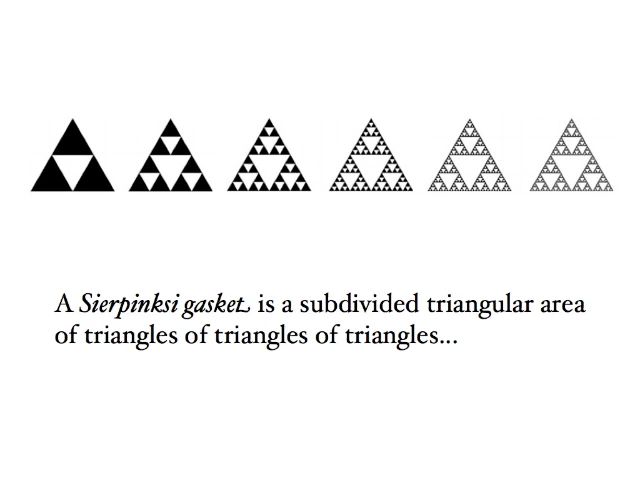 A Sierpinksi gasket is a subdivided triangular area
of triangles of triangles of triangles...